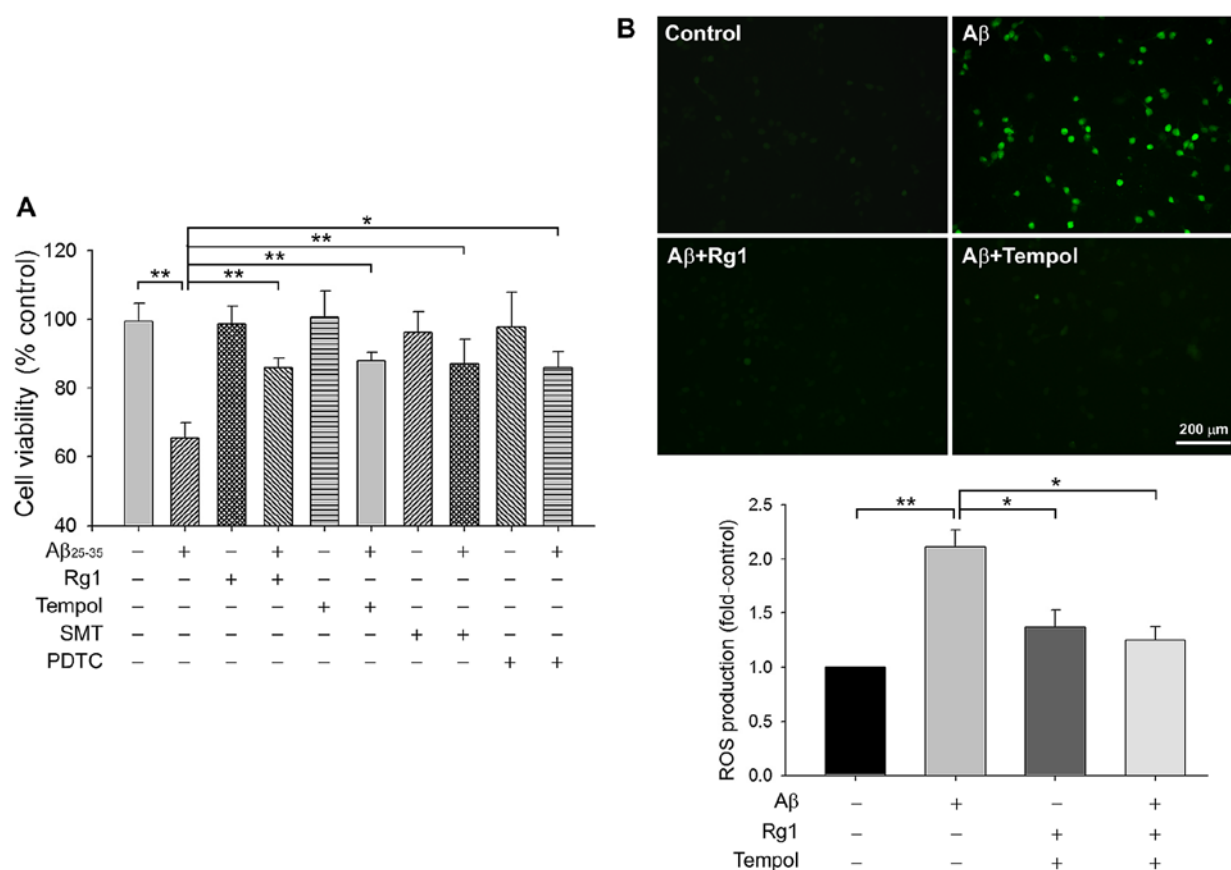 A
* 
** 
** 
** **
120
100
80
60
40
Cell viability (% control)
Aβ25-35 – + – + – + – + – +
Rg1 – – + + – – – – – –
Tempol – – – – + + – – – –
SMT – – – – – – + + – –
PDTC – – – – – – – – + +
B
Control
Aβ
Aβ+Rg1
Aβ+Tempol
200 μm
*
** *
2.5
2.0
1.5
1.0
0.5
0.0
ROS production (fold-control)
Aβ – + – +
Rg1 – – + +
Tempol – – + +